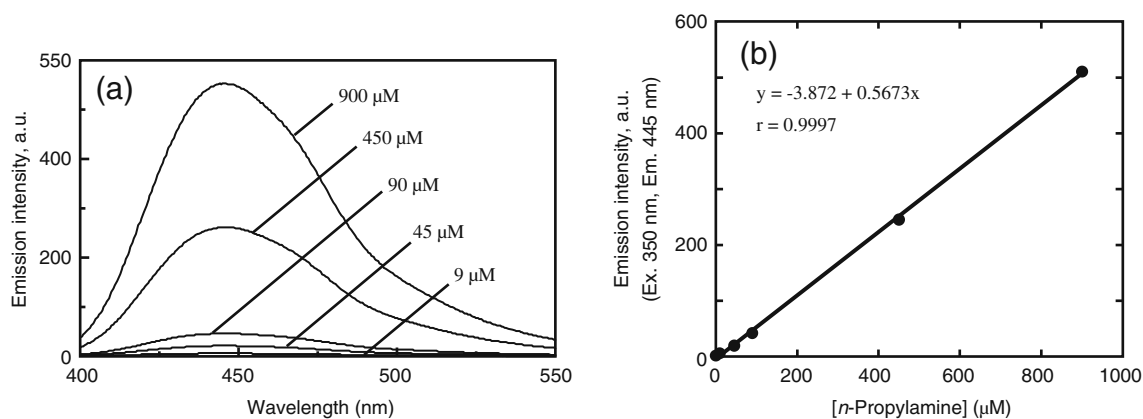 (a)
550
400
200
0
400
450
500
550
Emission intensity, a.u.
Wavelength (nm)
900 μM
450 μM
90 μM
45 μM
9 μM
(b)
600
400
200
0
0
200
400
600
800
1000
Emission intensity, a.u.
(Ex. 350 nm, Em. 445 nm)
[n-Propylamine] (μM)
y = -3.872 + 0.5673x
r = 0.9997